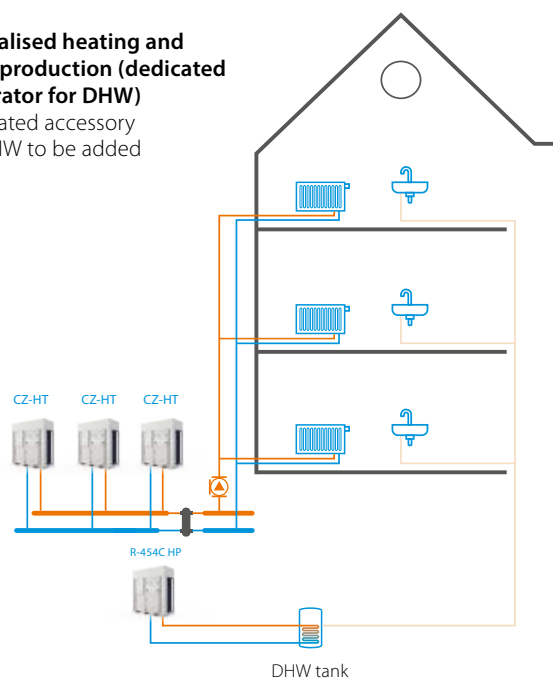 alised heating and
production (dedicated
rator for DHW)
ated accessory
IW to be added
CZ-HT CZ-HT CZ-HT
R-454C HP
DHW tank